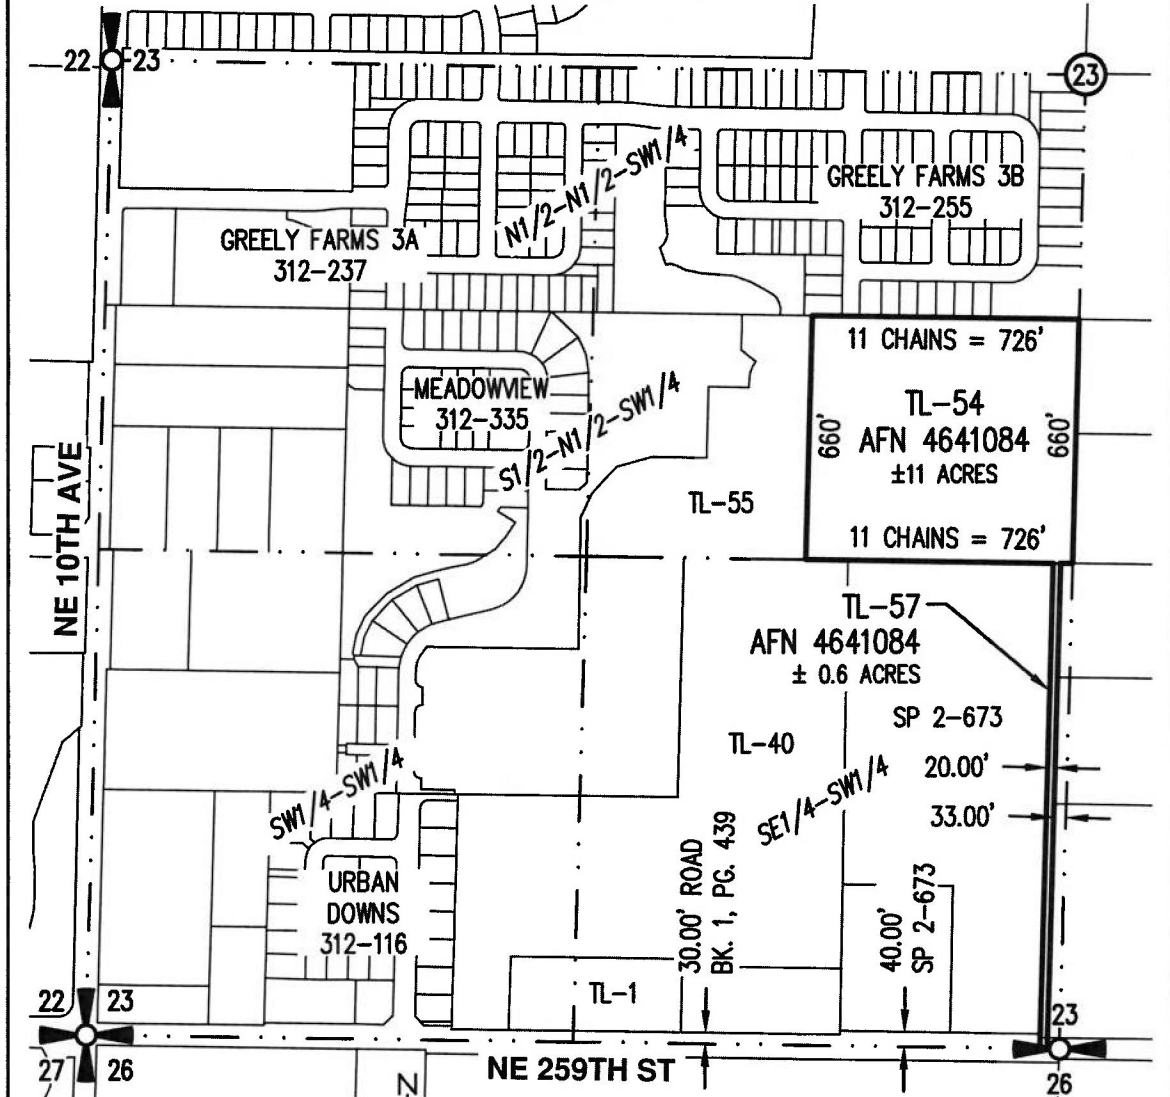 22
23
23
N1/2-N1/2-SW1/4
GREELY FARMS 3B
312-255
GREELY FARMS 3A
312-237
11 CHAINS = 726'
MEADOWVIEW
312-335
S1/2-N1/2-SW1/4
660'
TL-54
AFN 4641084
±11 ACRES
660'
TL-55
11 CHAINS = 726'
NE 10TH AVE
TL-57
AFN 4641084
± 0.6 ACRES
SP 2-673
TL-40
20.00'
33.00'
SW1/4-SW1/4
SE1/4-SW1/4
30.00' ROAD
BK. 1, PG. 439
URBAN
DOWNS
312-116
40.00'
SP 2-673
TL-1
22
23
23
27
26
NE 259TH ST
26
N